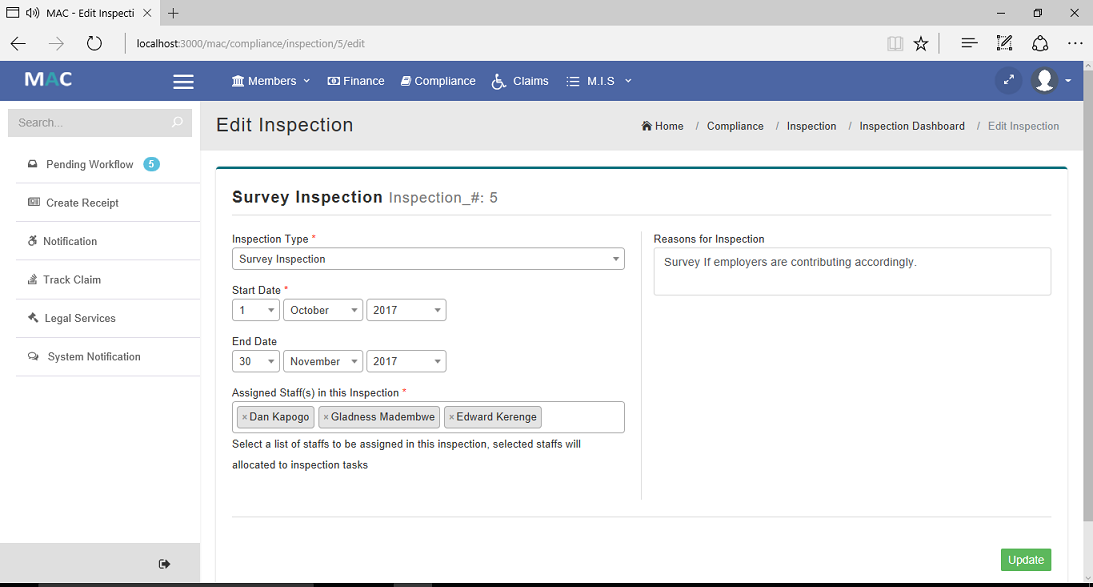 MAC - Edit Inspecti
localhost:3000/mac/compliance/inspection/5/edit
MAC
Members
Finance
Compliance
Claims
M.I.S
Search...
Pending Workflow 5
Create Receipt
Notification
Track Claim
Legal Services
System Notification
Edit Inspection
Home / Compliance / Inspection / Inspection Dashboard / Edit Inspection
Survey Inspection Inspection_#: 5
Inspection Type *
Survey Inspection
Start Date *
1 October 2017
End Date
30 November 2017
Assigned Staff(s) in this Inspection *
×Dan Kapogo ×Gladness Madembwe ×Edward Kerenge
Select a list of staffs to be assigned in this inspection, selected staffs will
allocated to inspection tasks
Reasons for Inspection
Survey If employers are contributing accordingly.
Update